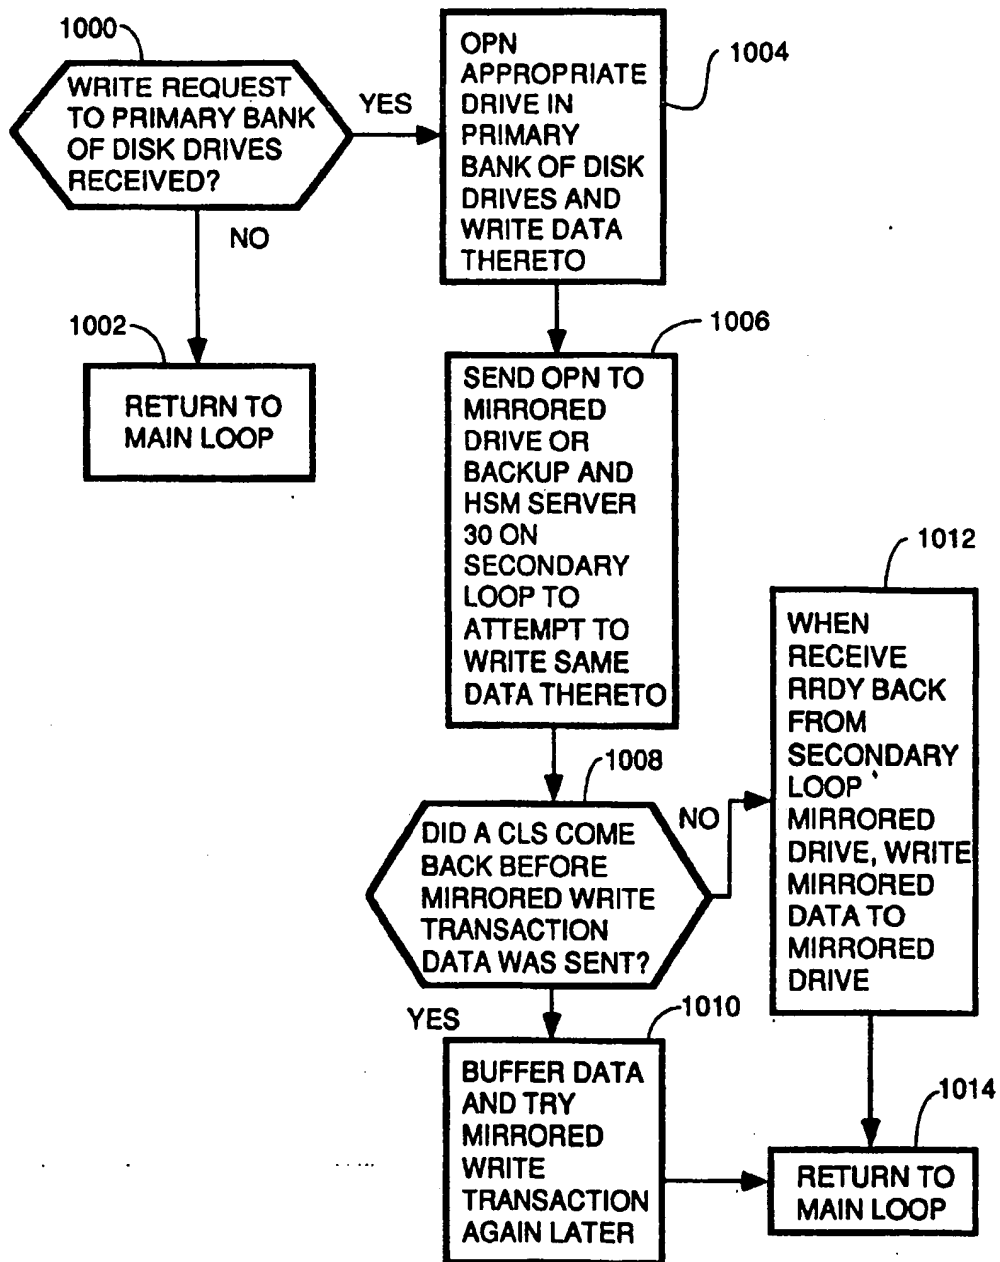 1000
WRITE REQUEST
TO PRIMARY BANK
OF DISK DRIVES
RECEIVED?
YES
NO
1002
RETURN TO
MAIN LOOP
1004
OPN
APPROPRIATE
DRIVE IN
PRIMARY
BANK OF DISK
DRIVES AND
WRITE DATA
THERETO
1006
SEND OPN TO
MIRRORED
DRIVE OR
BACKUP AND
HSM SERVER
30 ON
SECONDARY
LOOP TO
ATTEMPT TO
WRITE SAME
DATA THERETO
1008
DID A CLS COME
BACK BEFORE
MIRRORED WRITE
TRANSACTION
DATA WAS SENT?
NO
YES
1012
WHEN
RECEIVE
RRDY BACK
FROM
SECONDARY
LOOP
MIRRORED
DRIVE, WRITE
MIRRORED
DATA TO
MIRRORED
DRIVE
1010
BUFFER DATA
AND TRY
MIRRORED
WRITE
TRANSACTION
AGAIN LATER
1014
RETURN TO
MAIN LOOP